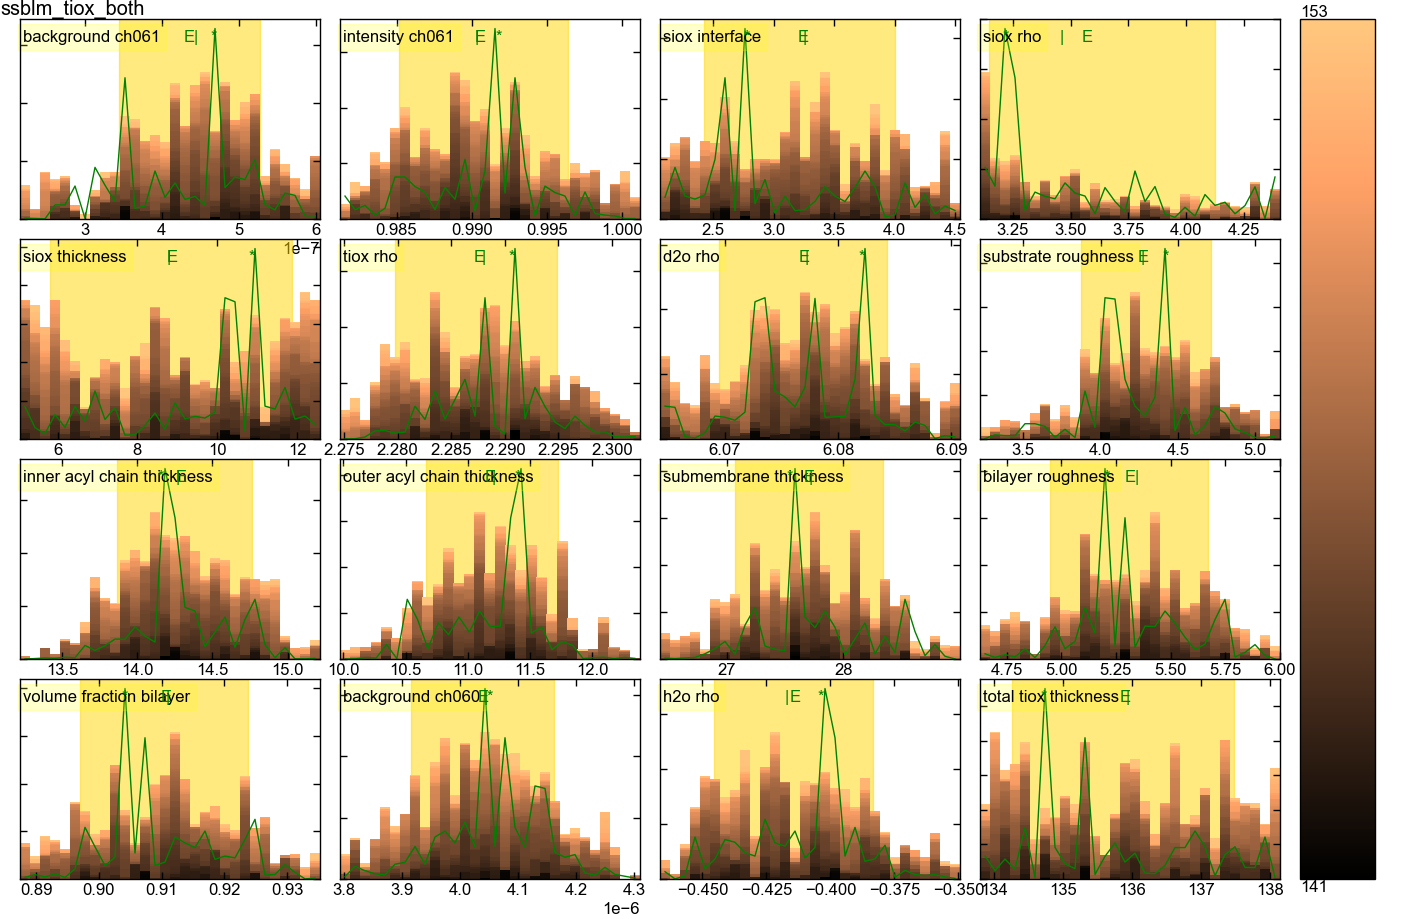 ssblm_tiox_both
153
background ch061 E| *
intensity ch061 E| *
siox interface * E|
siox rho * | E
3 4 5 6
0.985 0.990 0.995 1.000
2.5 3.0 3.5 4.0 4.5
3.25 3.50 3.75 4.00 4.25
1e−7
siox thickness E| *
tiox rho E| *
d2o rho E| *
substrate roughness E| *
6 8 10 12
2.275 2.280 2.285 2.290 2.295 2.300
6.07 6.08 6.09
3.5 4.0 4.5 5.0
inner acyl chain thickness * E|
outer acyl chain thickness E| *
submembrane thickness * E|
bilayer roughness * E|
13.5 14.0 14.5 15.0
10.0 10.5 11.0 11.5 12.0
27 28
4.75 5.00 5.25 5.50 5.75 6.00
volume fraction bilayer * E|
background ch060 E| *
h2o rho |E *
total tiox thickness * E|
0.89 0.90 0.91 0.92 0.93
3.8 3.9 4.0 4.1 4.2 4.3
−0.450 −0.425 −0.400 −0.375 −0.350
134 135 136 137 138
141
1e−6